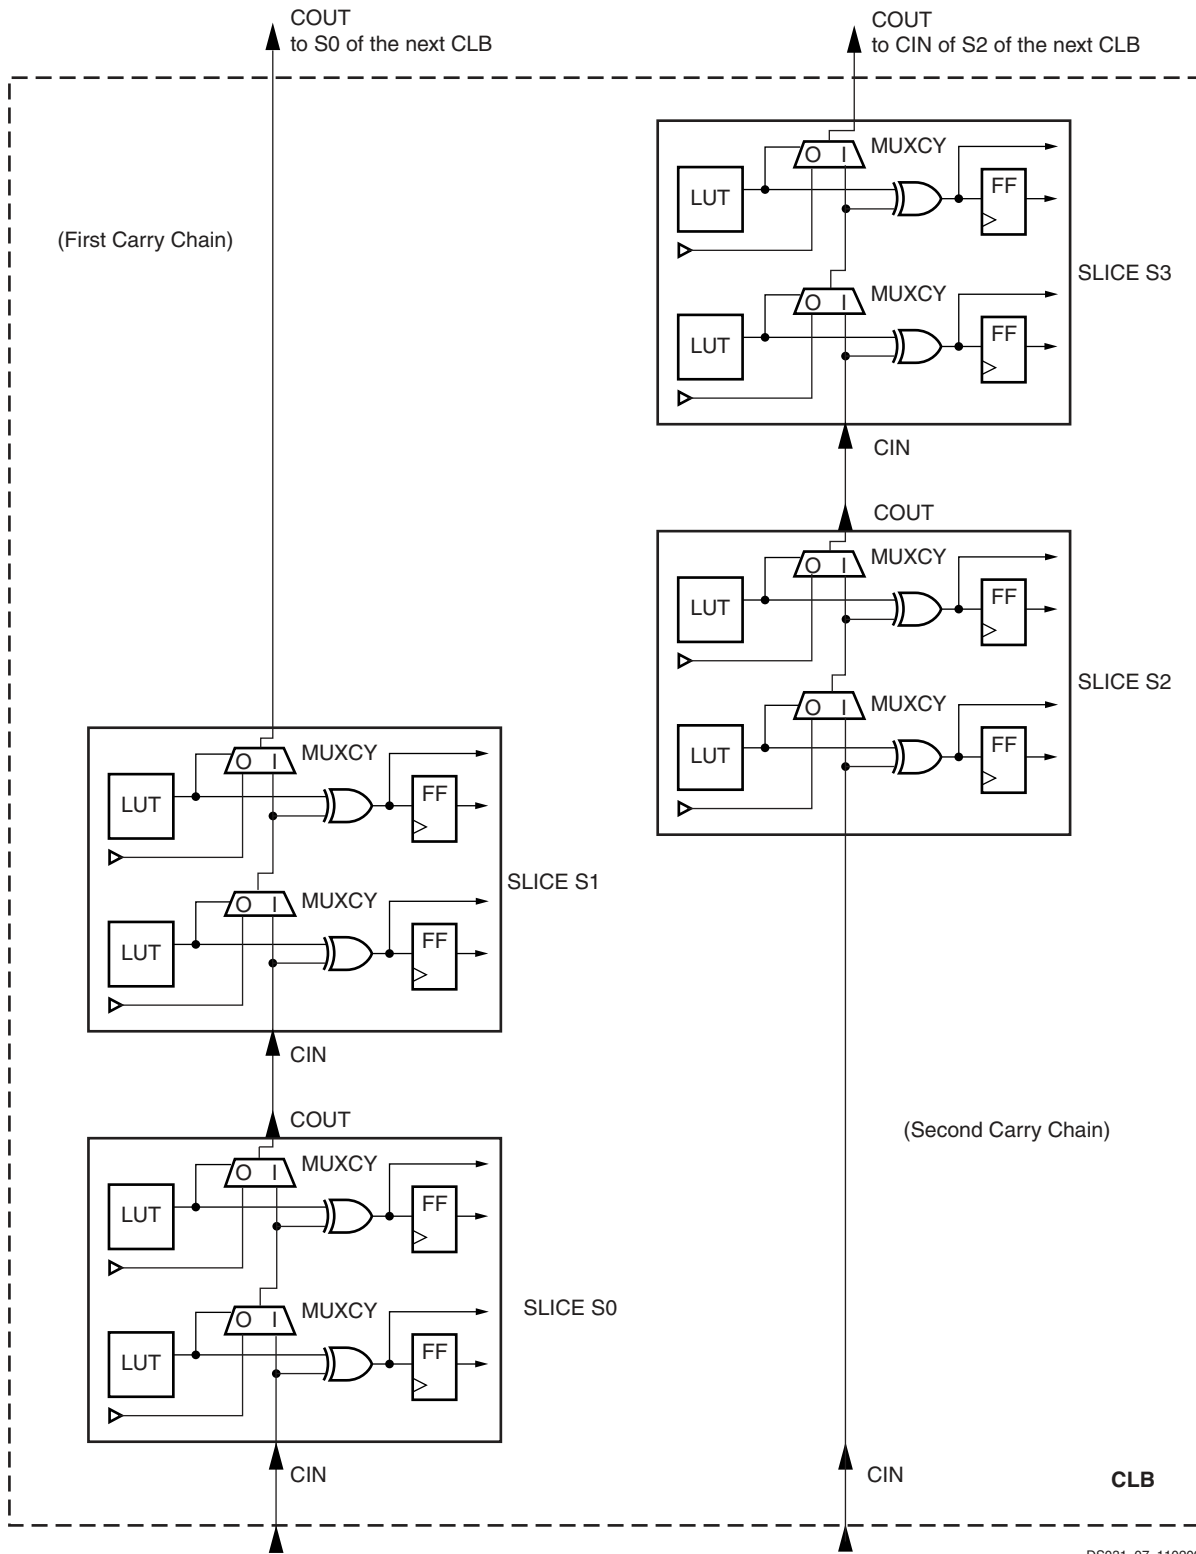 COUT
to S0 of the next CLB
COUT
to CIN of S2 of the next CLB
(First Carry Chain)
O I
MUXCY
LUT
FF
SLICE S3
O I
MUXCY
LUT
FF
CIN
COUT
O I
MUXCY
LUT
FF
SLICE S2
O I
MUXCY
LUT
FF
O I
MUXCY
LUT
FF
SLICE S1
O I
MUXCY
LUT
FF
CIN
COUT
(Second Carry Chain)
O I
MUXCY
LUT
FF
SLICE S0
O I
MUXCY
LUT
FF
CIN
CIN
CLB